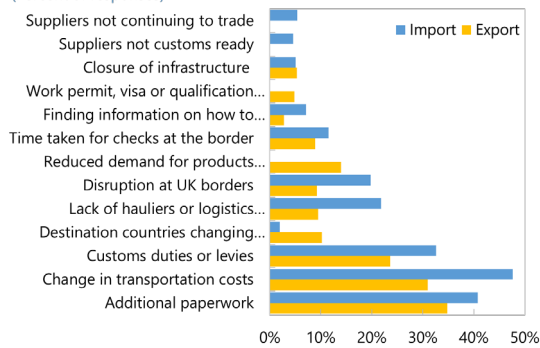 Suppliers not continuing to trade
Import Export
Suppliers not customs ready
Closure of infrastructure
Work permit, visa or qualification...
Finding information on how to...
Time taken for checks at the border
Reduced demand for products...
Disruption at UK borders
Lack of hauliers or logistics...
Destination countries changing...
Customs duties or levies
Change in transportation costs
Additional paperwork
0% 10% 20% 30% 40% 50%